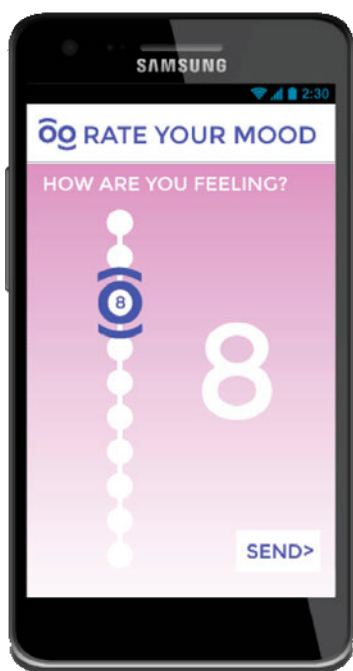 SAMSUNG
2:30
RATE YOUR MOOD
HOW ARE YOU FEELING?
8
8
SEND>